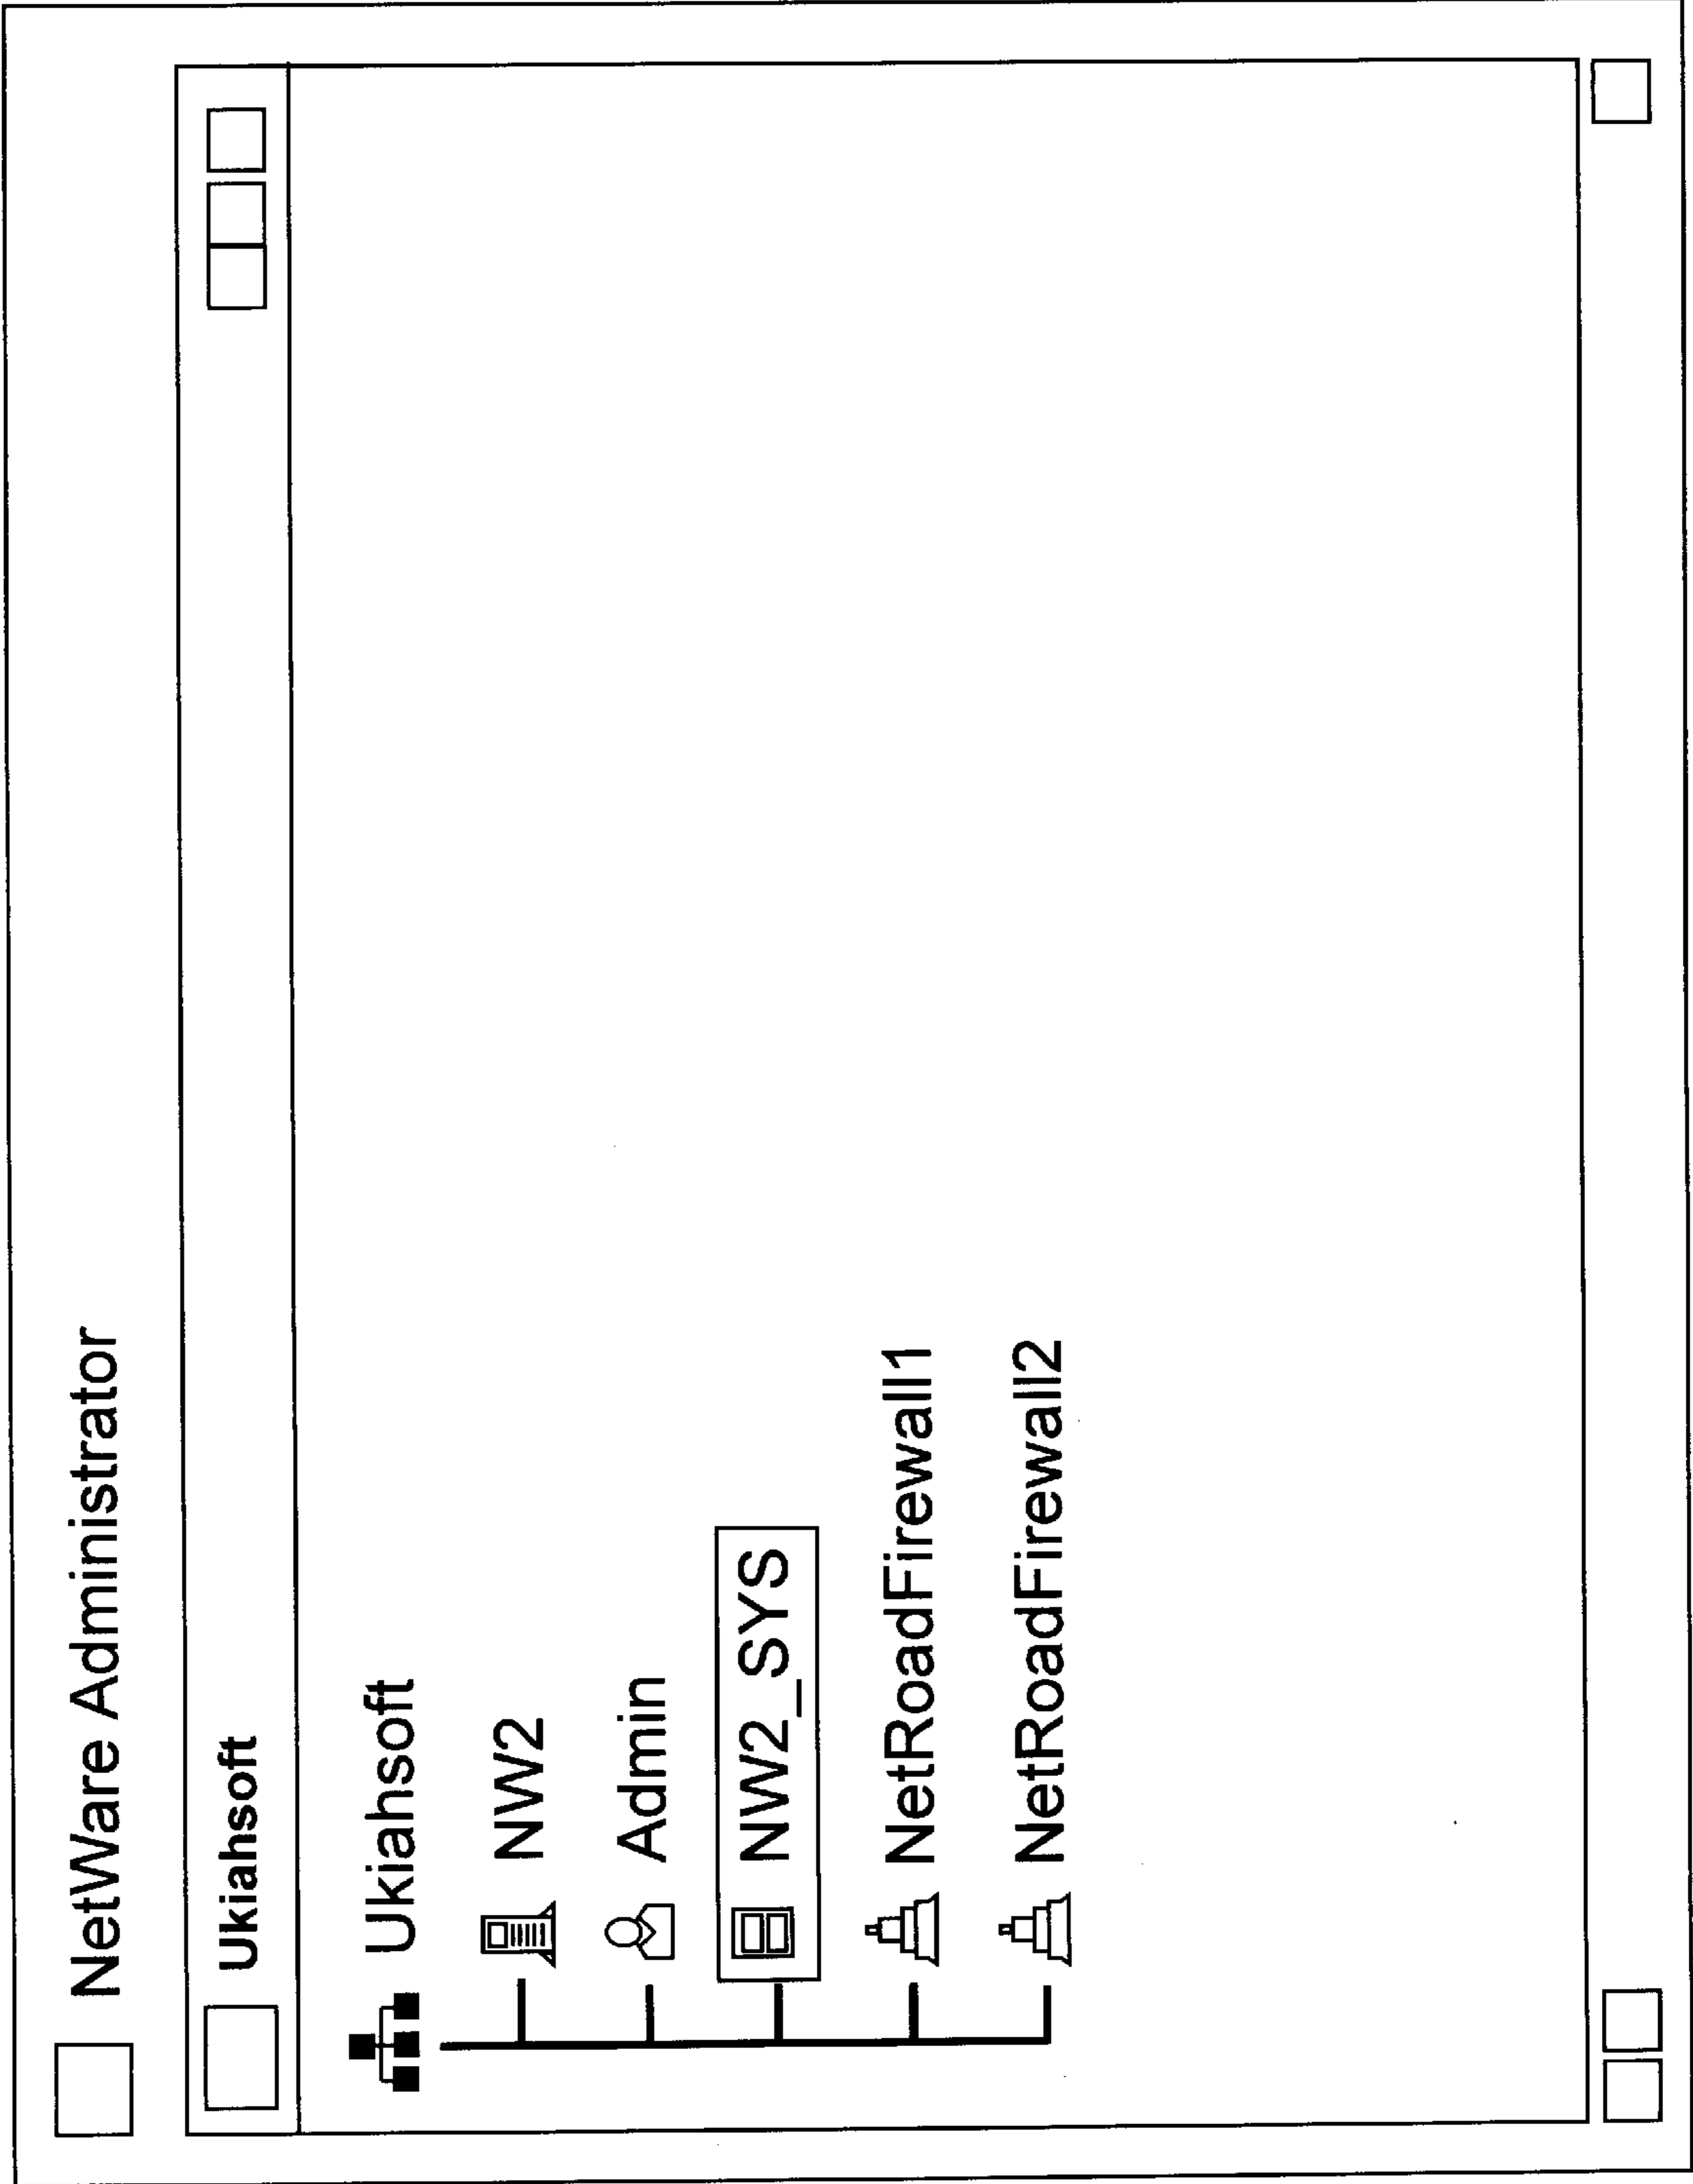 NetWare Administrator
Ukiahsoft
Ukiahsoft
NW2
Admin
NW2_SYS
NetRoadFirewall1
NetRoadFirewall2